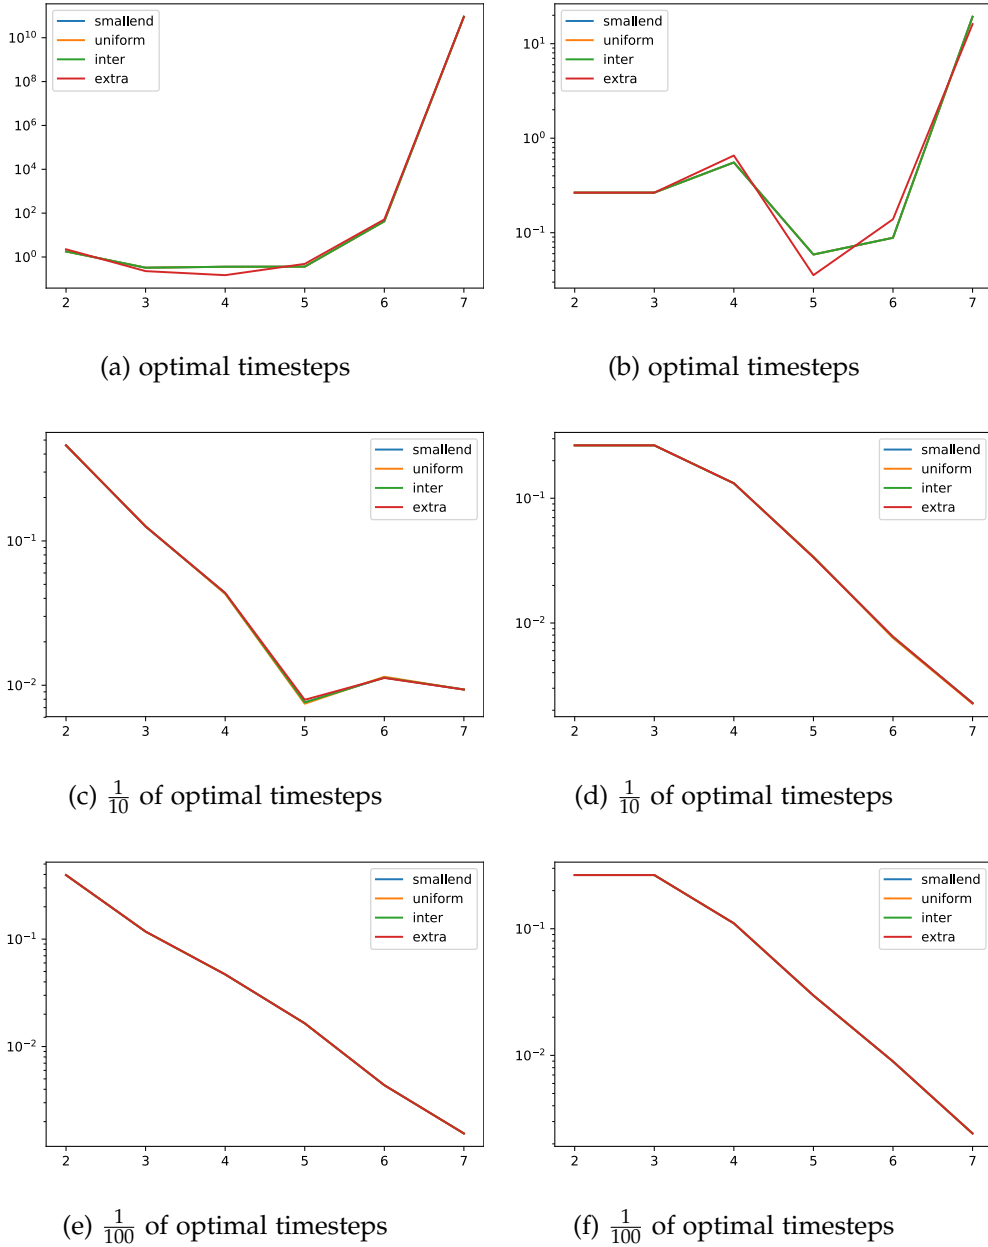 smallend
uniform
inter
extra
10^10
10^8
10^6
10^4
10^2
10^0
2 3 4 5 6 7
(a) optimal timesteps
smallend
uniform
inter
extra
10^1
10^0
10^-1
2 3 4 5 6 7
(b) optimal timesteps
smallend
uniform
inter
extra
10^-1
10^-2
2 3 4 5 6 7
(c) 1/10 of optimal timesteps
smallend
uniform
inter
extra
10^-1
10^-2
2 3 4 5 6 7
(d) 1/10 of optimal timesteps
smallend
uniform
inter
extra
10^-1
10^-2
2 3 4 5 6 7
(e) 1/100 of optimal timesteps
smallend
uniform
inter
extra
10^-1
10^-2
2 3 4 5 6 7
(f) 1/100 of optimal timesteps